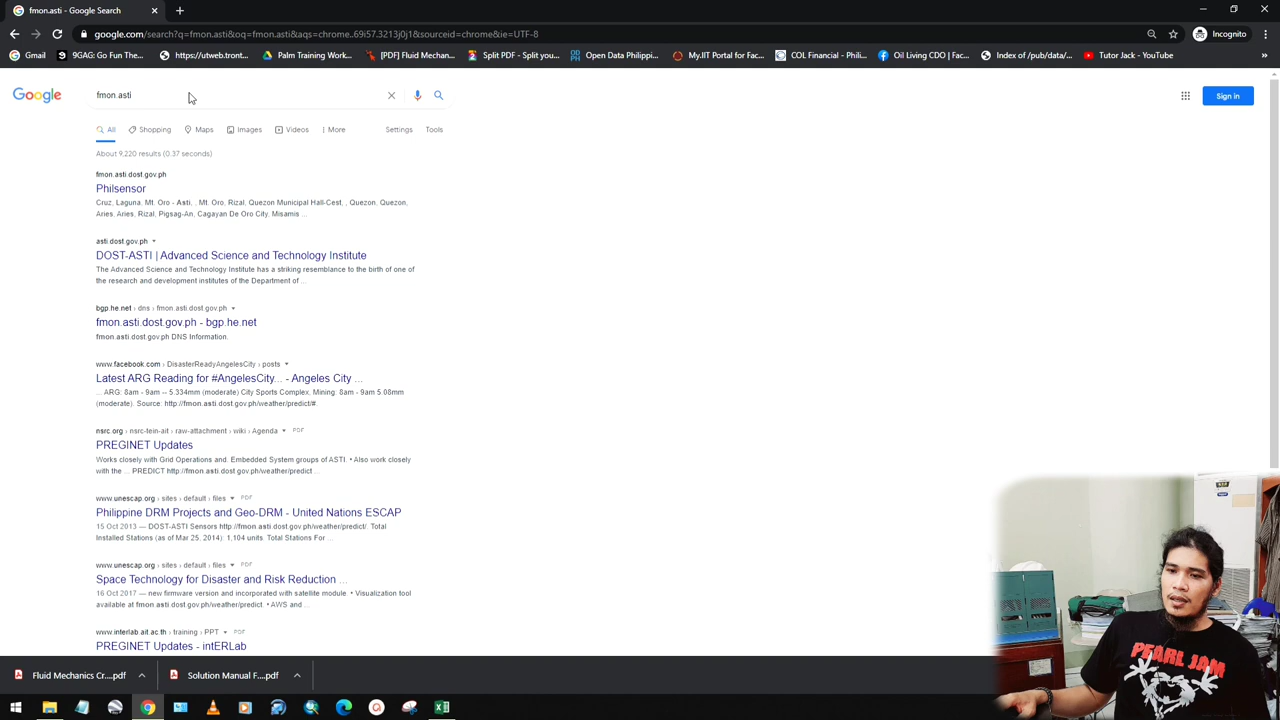 fmon.asti
google.com/search?q=fmon.asti&oq=fmon.asti&aqs=chrome..69i57.3213j0j1&sourceid=chrome&ie=UTF-8
Incognito
Gmail
9GAG: Go Fun The...
https://utweb.tront...
Split PDF - Split you...
Open Data Philippi...
My.IIT Portal for Fac...
COL Financial - Phil...
Oil Living CDO | Fac...
Index of /pub/data/...
Tutor Jack - YouTube
Google
fmon.asti
Sign in
All
Shopping
Maps
Images
Videos
More
Settings
Tools
About 9,220 results (0.37 seconds)
fmon.asti.dost.gov.ph
Philsensor
Cruz, Laguna, Mt. Oro - Asti, , Mt. Oro, Rizal, Quezon Municipal Hall-Cest, , Quezon, Quezon,
Aries, Aries, Rizal, Pigsag-An, Cagayan De Oro City, Misamis ...
asti.dost.gov.ph
DOST-ASTI | Advanced Science and Technology Institute
The Advanced Science and Technology Institute has a striking resemblance to the birth of one of
the research and development institutes of the Department of ...
bgp.he.net › dns › fmon.asti.dost.gov.ph
fmon.asti.dost.gov.ph - bgp.he.net
fmon.asti.dost.gov.ph DNS Information.
www.facebook.com › DisasterReadyAngelesCity › posts
Latest ARG Reading for #AngelesCity... - Angeles City ...
... ARG: 8am - 9am -- 5.334mm (moderate) City Sports Complex, Mining: 8am - 9am 5.08mm
(moderate). Source: http://fmon.asti.dost.gov.ph/weather/predict/#.
nsrc.org › nsrc-tein-ait › raw-attachment › wiki › Agenda
PDF
PREGINET Updates
Works closely with Grid Operations and. Embedded System groups of ASTI. • Also work closely
with the ... PREDICT http://fmon.asti.dost.gov.ph/weather/predict ...
www.unescap.org › sites › default › files
PDF
Philippine DRM Projects and Geo-DRM - United Nations ESCAP
15 Oct 2013 — DOST-ASTI Sensors http://fmon.asti.dost.gov.ph/weather/predict/. Total
Installed Stations (as of Mar 25, 2014): 1,104 units. Total Stations For ...
www.unescap.org › sites › default › files
PDF
Space Technology for Disaster and Risk Reduction ...
16 Oct 2017 — new firmware version and incorporated with satellite module. • Visualization tool
available at fmon.asti.dost.gov.ph/weather/predict. • AWS and ...
www.interlab.ait.ac.th › training › PPT
PDF
PREGINET Updates - intERLab
Fluid Mechanics Cr....pdf
Solution Manual F....pdf
PEARL JAM